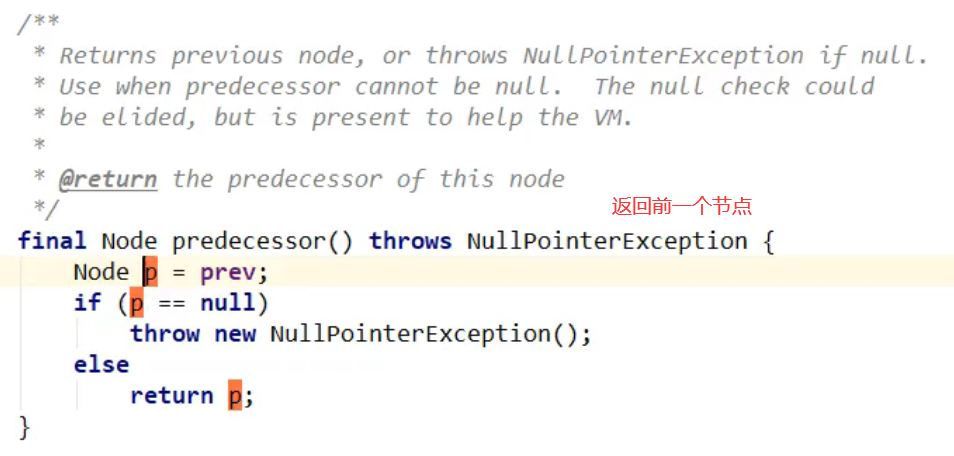 /**
 * Returns previous node, or throws NullPointerException if null.
 * Use when predecessor cannot be null.  The null check could
 * be elided, but is present to help the VM.
 *
 * @return the predecessor of this node
 */
返回前一个节点
final Node predecessor() throws NullPointerException {
    Node p = prev;
    if (p == null)
        throw new NullPointerException();
    else
        return p;
}